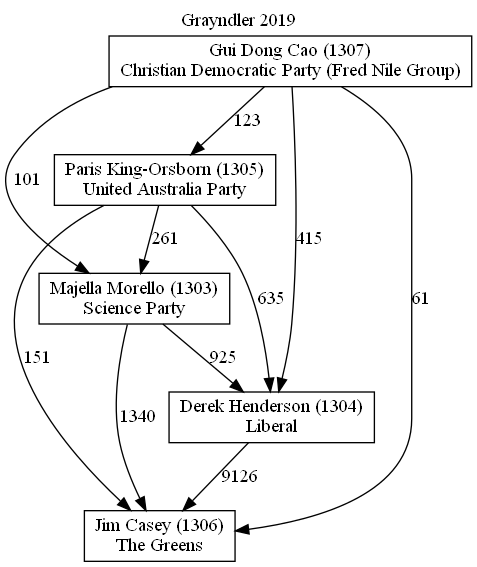 Grayndler 2019
Gui Dong Cao (1307)
Christian Democratic Party (Fred Nile Group)
123
Paris King-Orsborn (1305)
United Australia Party
101
261
415
Majella Morello (1303)
Science Party
635
61
151
925
1340
Derek Henderson (1304)
Liberal
9126
Jim Casey (1306)
The Greens